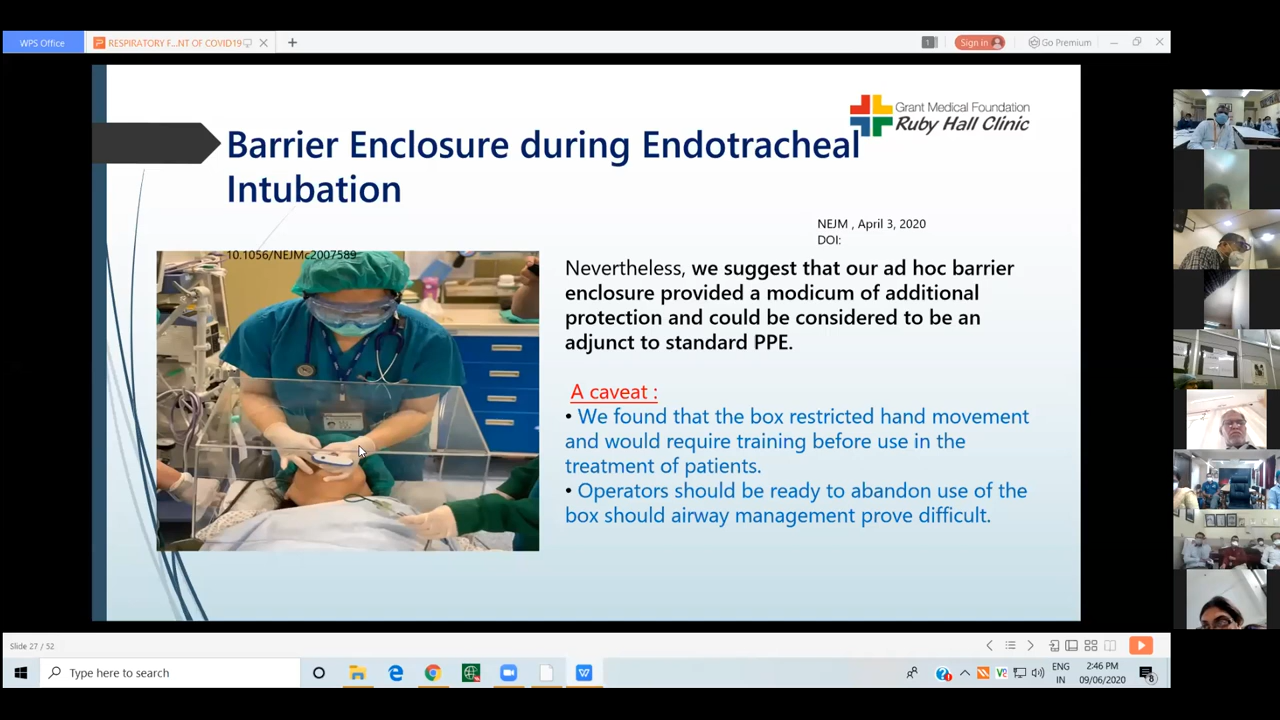 WPS Office
RESPIRATORY F...NT OF COVID19
Sign in
Go Premium
Grant Medical Foundation
Ruby Hall Clinic
Barrier Enclosure during Endotracheal
Intubation
NEJM , April 3, 2020
DOI:
10.1056/NEJMc2007589
Nevertheless, we suggest that our ad hoc barrier
enclosure provided a modicum of additional
protection and could be considered to be an
adjunct to standard PPE.
A caveat :
• We found that the box restricted hand movement
and would require training before use in the
treatment of patients.
• Operators should be ready to abandon use of the
box should airway management prove difficult.
Slide 27 / 52
Type here to search
ENG
IN
2:46 PM
09/06/2020
8